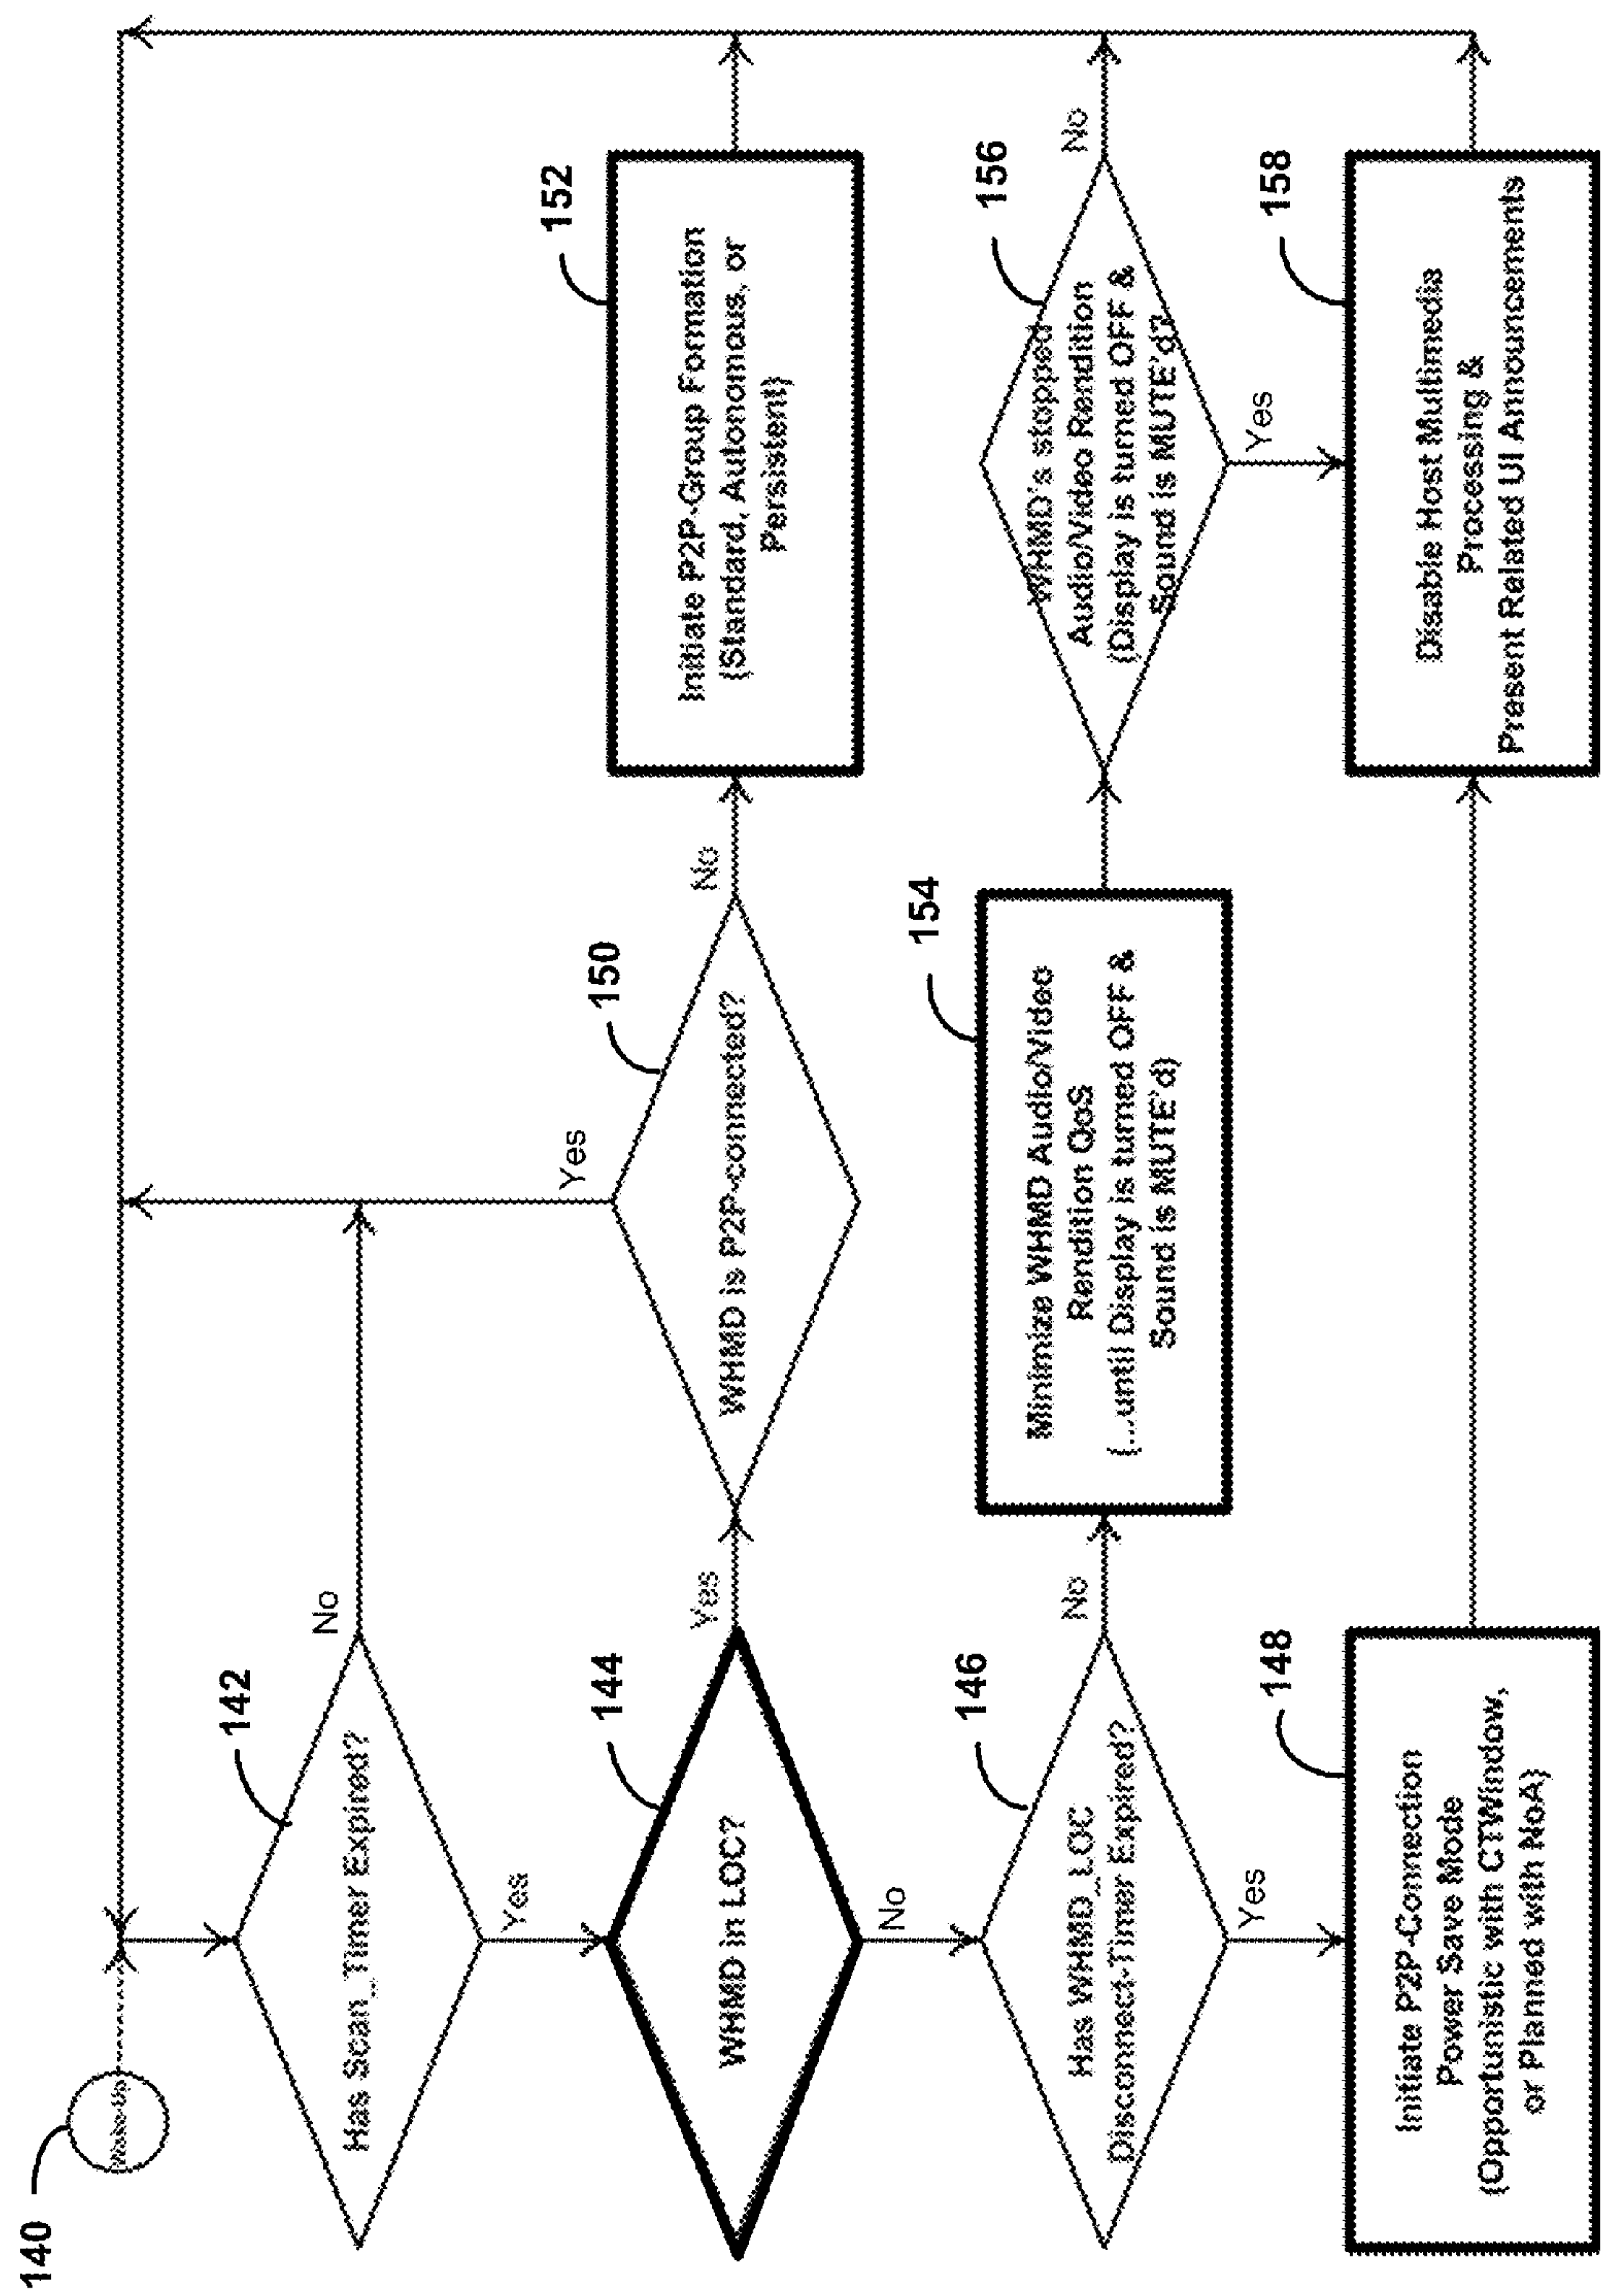 140
Wake-Up
142
Has Scan_Timer Expired?
No
Yes
144
WHMD in LOC?
Yes
No
150
WHMD is P2P-connected?
Yes
No
152
Initiate P2P-Group Formation
(Standard, Autonomous, or
Persistent)
146
Has WHMD_LOC
Disconnect-Timer Expired?
No
Yes
154
Minimize WHMD Audio/Video
Rendition QoS
(...until Display is turned OFF &
Sound is MUTE'd)
156
WHMD's stopped
Audio/Video Rendition
(Display is turned OFF &
Sound is MUTE'd?
No
Yes
148
Initiate P2P-Connection
Power Save Mode
(Opportunistic with CTWindow,
or Planned with NoA)
158
Disable Host Multimedia
Processing &
Present Related UI Announcements